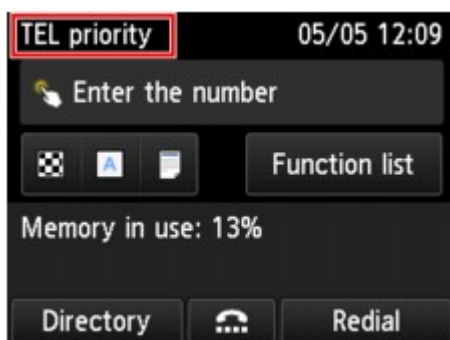 TEL priority 05/05 12:09
Enter the number
A Function list
Memory in use: 13%
Directory Redial